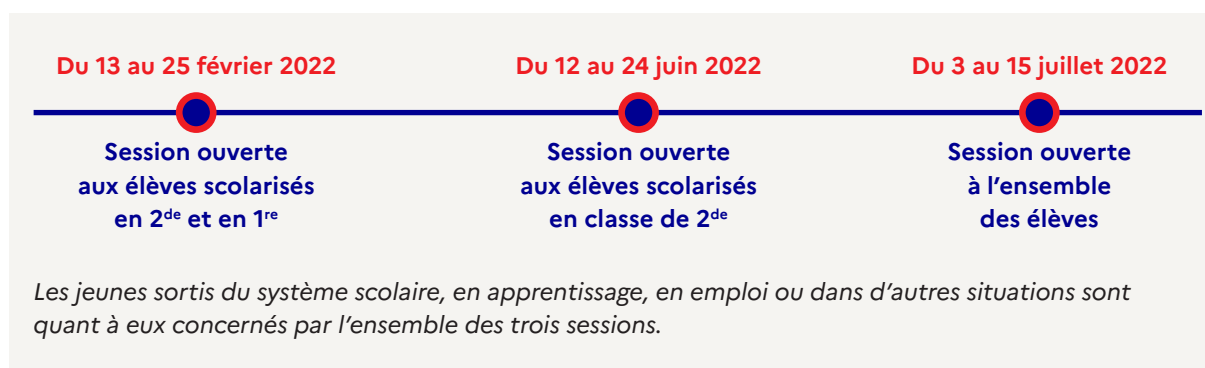 Du 13 au 25 février 2022
Session ouverte
aux élèves scolarisés
en 2de et en 1re
Du 12 au 24 juin 2022
Session ouverte
aux élèves scolarisés
en classe de 2de
Du 3 au 15 juillet 2022
Session ouverte
à l’ensemble
des élèves
Les jeunes sortis du système scolaire, en apprentissage, en emploi ou dans d’autres situations sont
quant à eux concernés par l’ensemble des trois sessions.